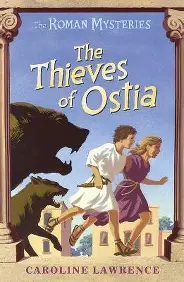 The ROMAN MYSTERIES
The
Thieves
of Ostia
CAROLINE LAWRENCE